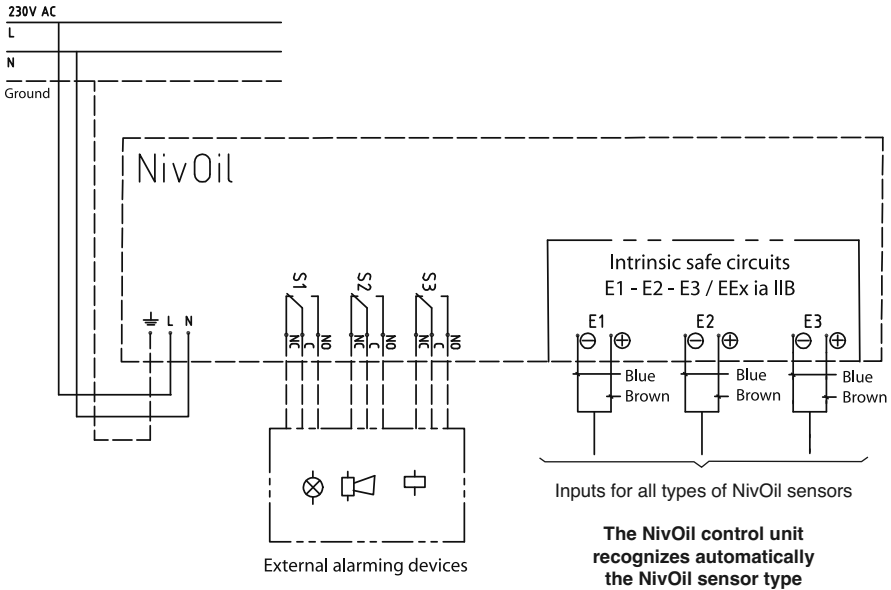 230V AC
L
N
Ground
NivOil
L N
S1 S2 S3
NC C NO NC C NO NC C NO
Intrinsic safe circuits
E1 - E2 - E3 / EEx ia IIB
E1 E2 E3
Blue Blue Blue
Brown Brown Brown
Inputs for all types of NivOil sensors
The NivOil control unit
recognizes automatically
the NivOil sensor type
External alarming devices